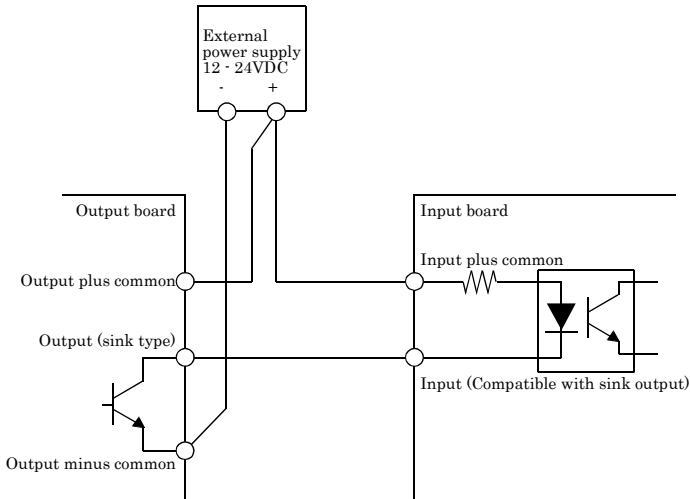 External
power supply
12 - 24VDC
- +
Output board
Input board
Input plus common
Output plus common
Output (sink type)
Input (Compatible with sink output)
Output minus common